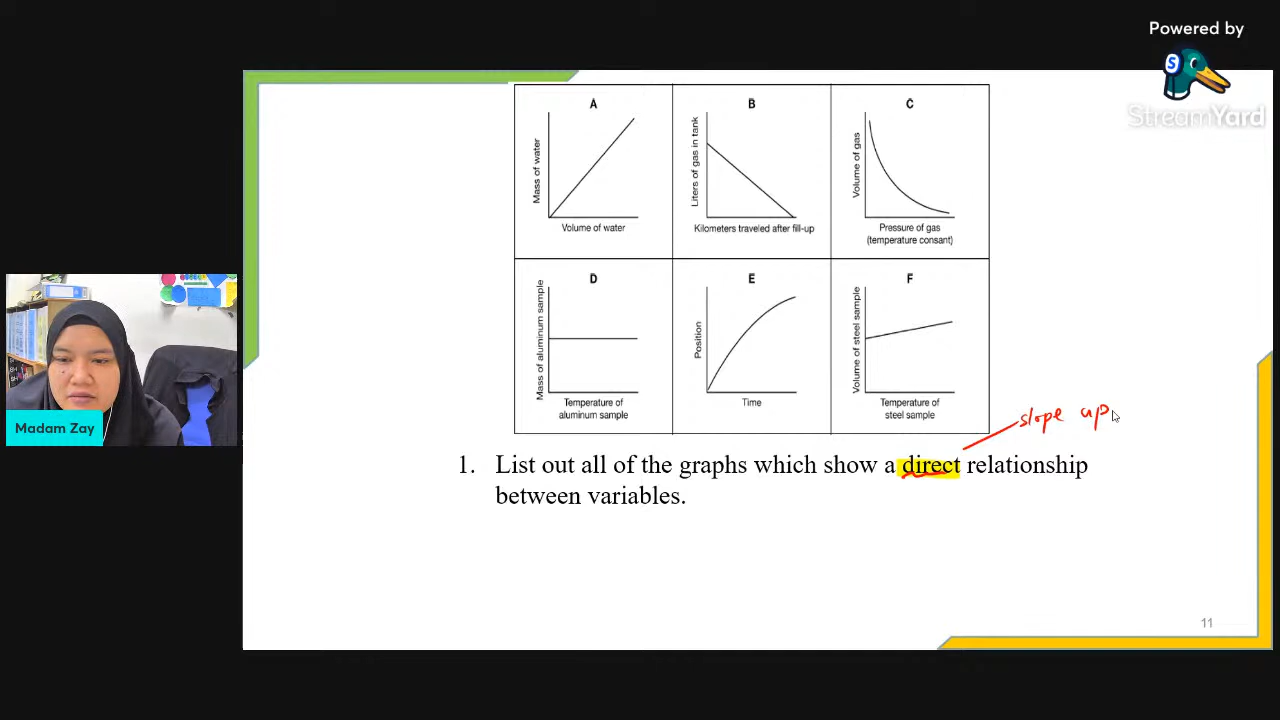 Powered by
S
StreamYard
A
Mass of water
Volume of water
B
Liters of gas in tank
Kilometers traveled after fill-up
C
Volume of gas
Pressure of gas
(temperature consant)
D
Mass of aluminum sample
Temperature of
aluminum sample
E
Position
Time
F
Volume of steel sample
Temperature of
steel sample
slope up
1. List out all of the graphs which show a direct relationship
between variables.
Madam Zay
11